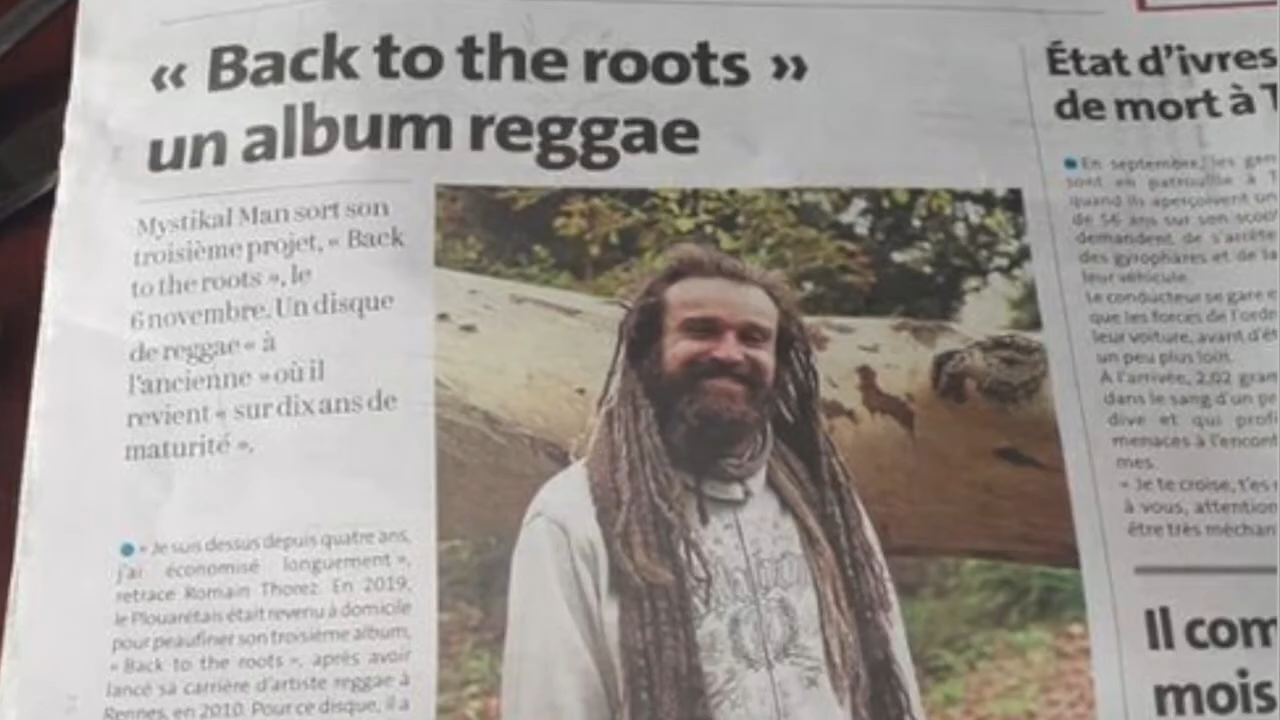 « Back to the roots »
un album reggae
Mystikal Man sort son
troisième projet, « Back
to the roots », le
6 novembre. Un disque
de reggae « à
l'ancienne » où il
revient « sur dix ans de
maturité ».
« Je suis dessus depuis quatre ans,
j'ai économisé longuement »,
retrace Romain Thorez. En 2019,
le Plouarétais était revenu à domicile
pour peaufiner son troisième album,
« Back to the roots », après avoir
lancé sa carrière d'artiste reggae à
Rennes, en 2010. Pour ce disque, il a
État d'ivres
de mort à T
En septembre, les gen
sont en patrouille à T
quand ils aperçoivent un
de 56 ans sur son scoot
demandent de s'arrête
des gyrophares et de la
leur véhicule.
Le conducteur se gare e
que les forces de l'ordr
leur voiture, avant d'êt
un peu plus loin.
À l'arrivée, 2,02 gram
dans le sang d'un pr
dive et qui profi
menaces à l'encont
mes.
« Je te croise, t'es
à vous, attention
être très méchan
Il com
mois